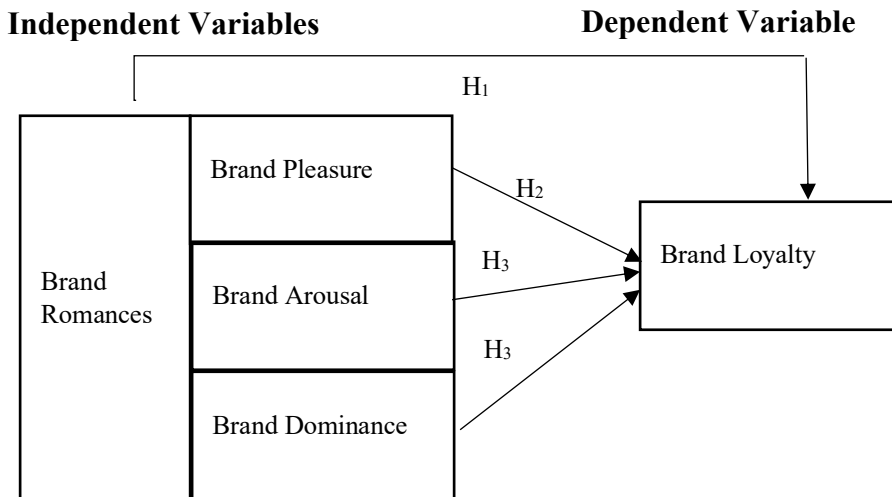 Independent Variables
Dependent Variable
H₁
Brand Pleasure
H₂
Brand Loyalty
H₃
Brand
Romances
Brand Arousal
H₃
Brand Dominance